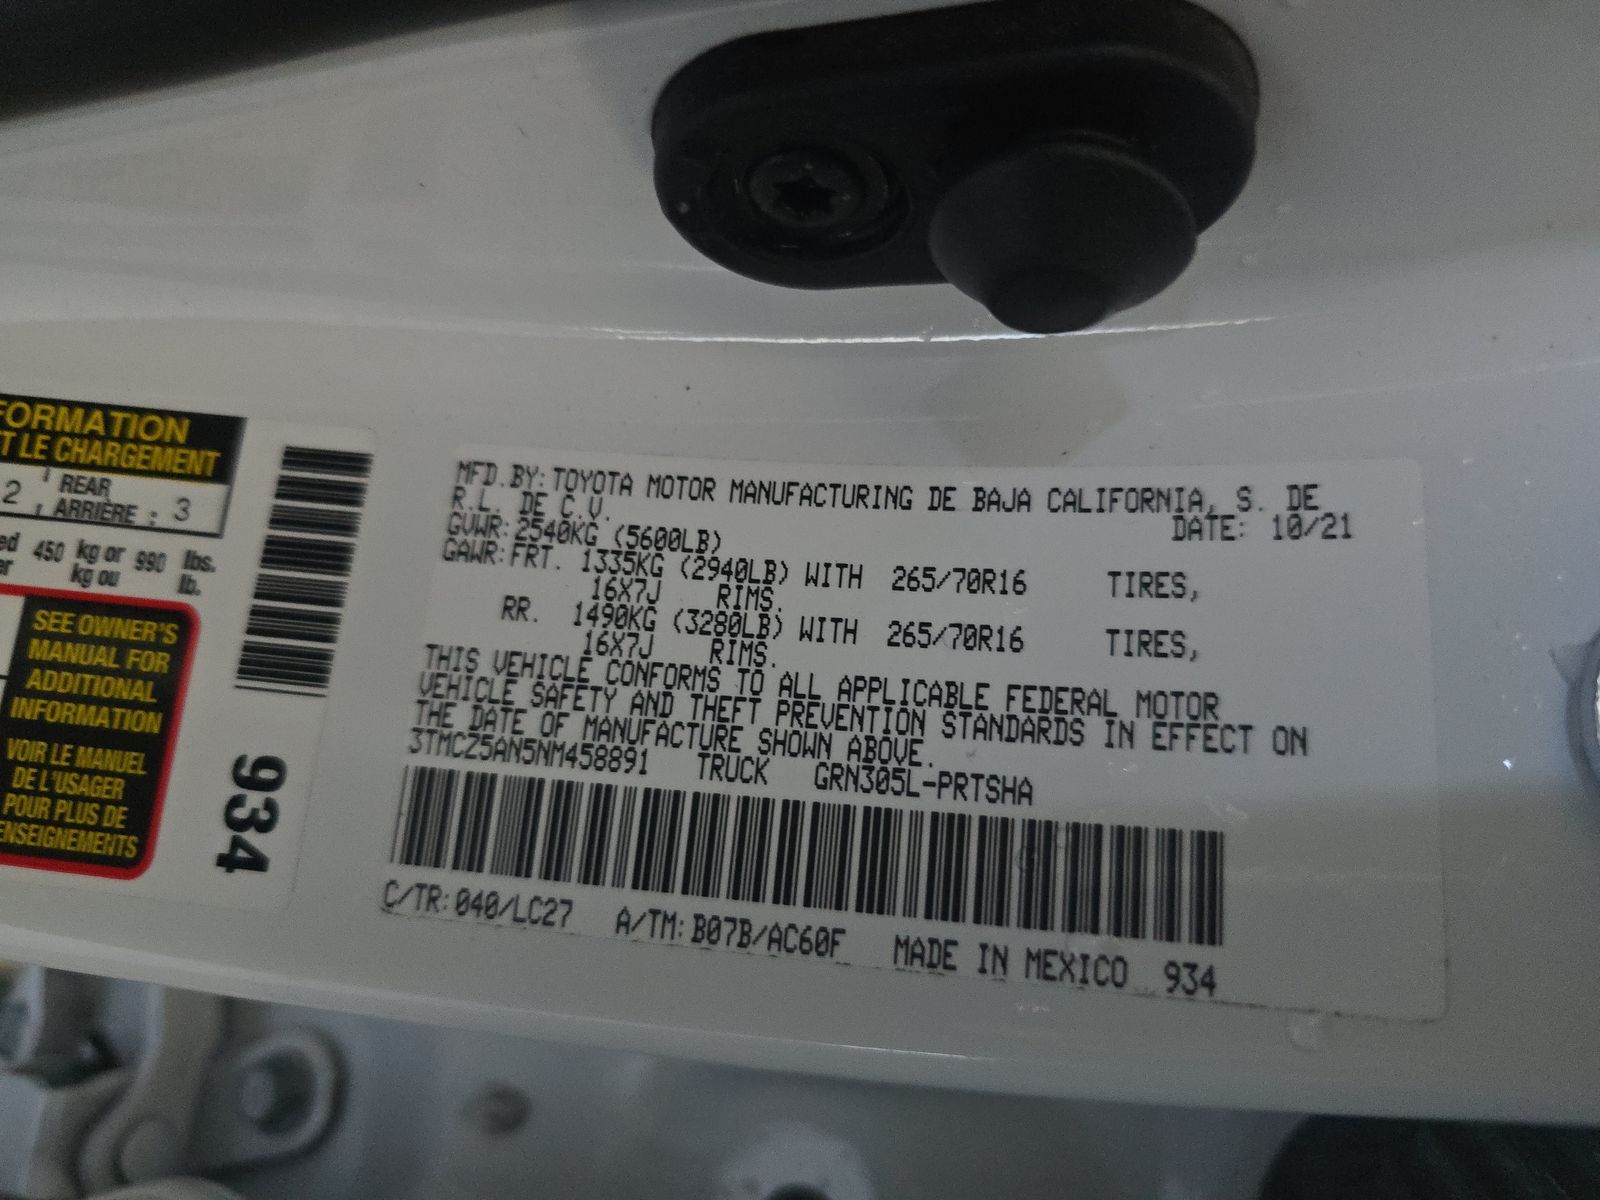 FORMATION
T LE CHARGEMENT
2 , REAR
ARRIÈRE : 3
ed 450 kg or 990 lbs.
er kg ou lb.
SEE OWNER'S
MANUAL FOR
ADDITIONAL
INFORMATION
VOIR LE MANUEL
DE L'USAGER
POUR PLUS DE
ENSEIGNEMENTS
934
MFD.BY:TOYOTA MOTOR MANUFACTURING DE BAJA CALIFORNIA, S. DE
R.L. DE C.V. DATE: 10/21
GVWR:2540KG (5600LB)
GAWR:FRT. 1335KG (2940LB) WITH 265/70R16 TIRES,
16X7J RIMS.
RR. 1490KG (3280LB) WITH 265/70R16 TIRES,
16X7J RIMS.
THIS VEHICLE CONFORMS TO ALL APPLICABLE FEDERAL MOTOR
VEHICLE SAFETY AND THEFT PREVENTION STANDARDS IN EFFECT ON
THE DATE OF MANUFACTURE SHOWN ABOVE.
3TMCZ5AN5NM458891 TRUCK GRN305L-PRTSHA
C/TR:040/LC27 A/TM:B07B/AC60F MADE IN MEXICO 934